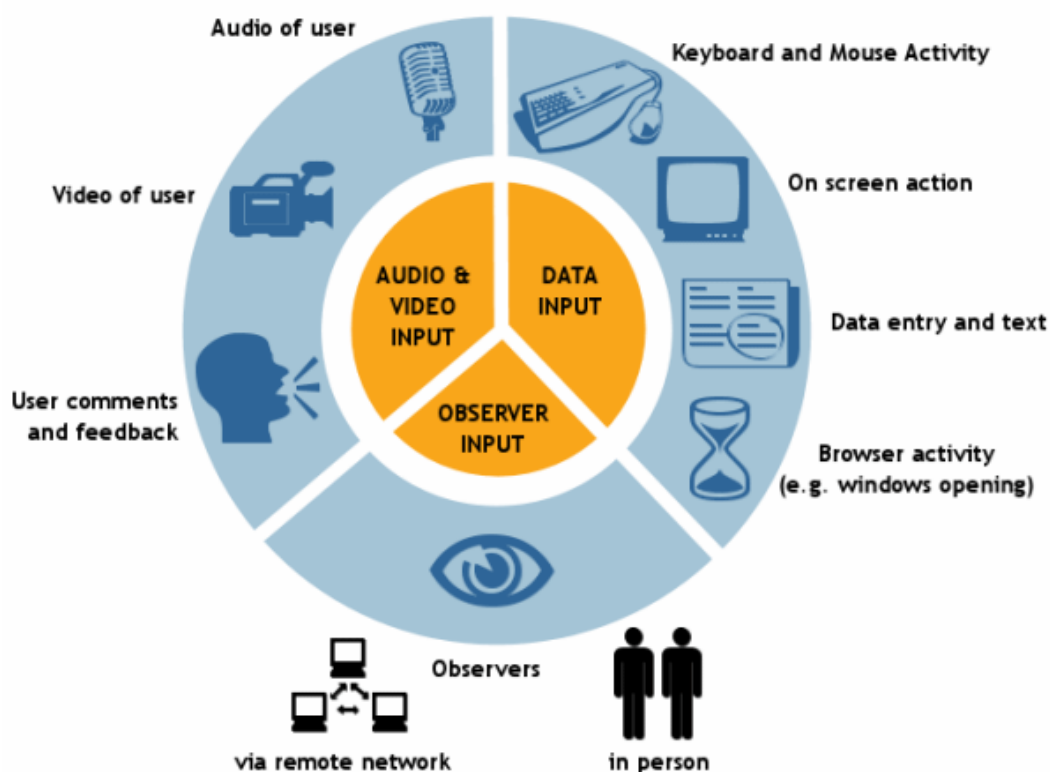 Audio of user
Keyboard and Mouse Activity
Video of user
On screen action
AUDIO &
VIDEO
INPUT
DATA
INPUT
Data entry and text
User comments
and feedback
OBSERVER
INPUT
Browser activity
(e.g. windows opening)
Observers
via remote network
in person